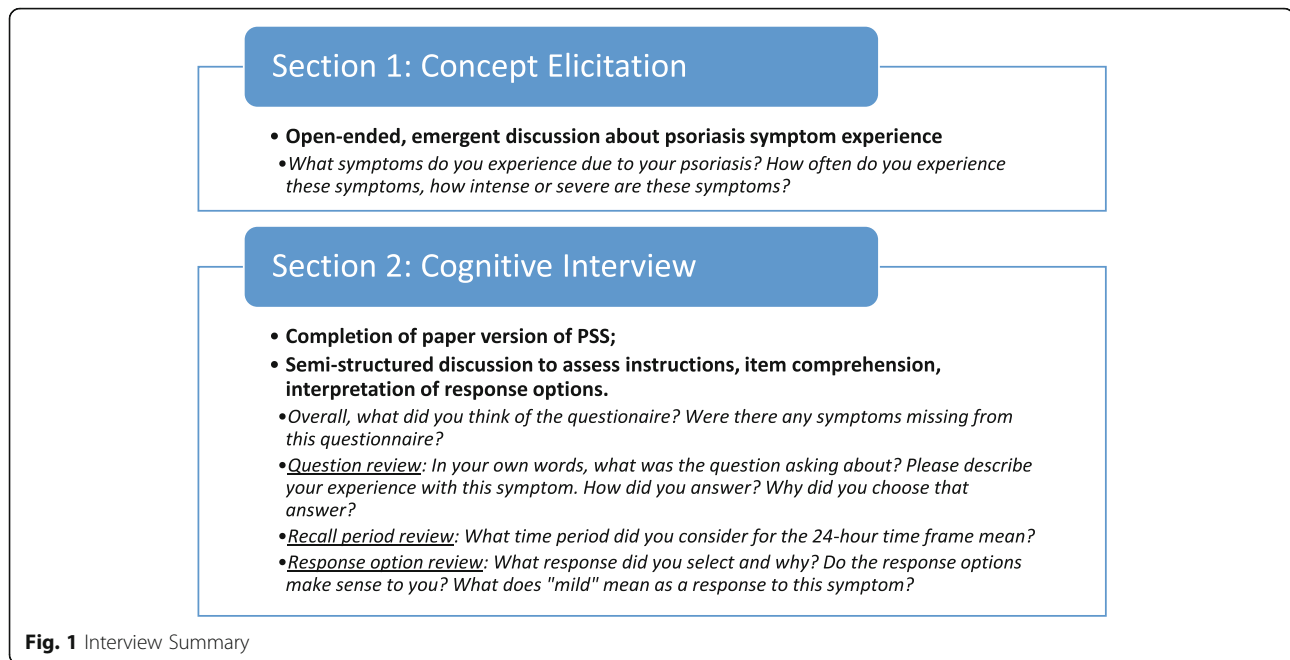 Section 1: Concept Elicitation
• Open-ended, emergent discussion about psoriasis symptom experience
•What symptoms do you experience due to your psoriasis? How often do you experience
these symptoms, how intense or severe are these symptoms?
Section 2: Cognitive Interview
• Completion of paper version of PSS;
• Semi-structured discussion to assess instructions, item comprehension,
interpretation of response options.
•Overall, what did you think of the questionaire? Were there any symptoms missing from
this questionnaire?
•Question review: In your own words, what was the question asking about? Please describe
your experience with this symptom. How did you answer? Why did you choose that
answer?
•Recall period review: What time period did you consider for the 24-hour time frame mean?
•Response option review: What response did you select and why? Do the response options
make sense to you? What does "mild" mean as a response to this symptom?
Fig. 1 Interview Summary